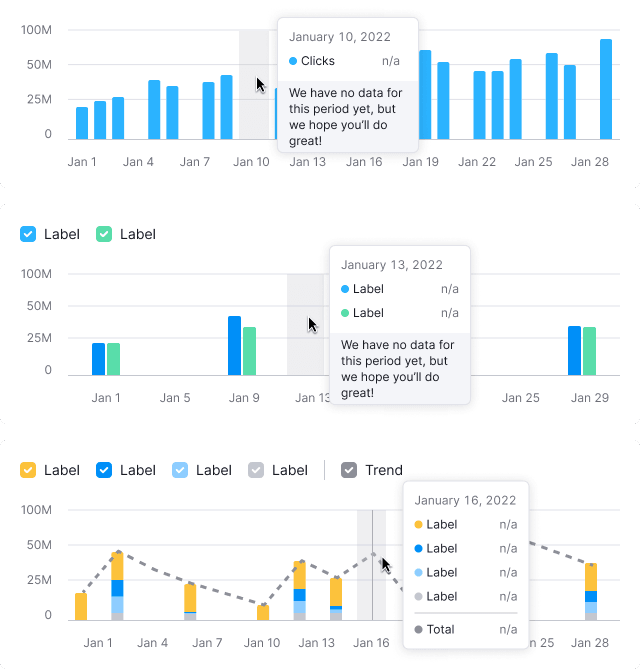 100M
50M
25M
0
January 10, 2022
Clicks n/a
We have no data for
this period yet, but
we hope you'll do
great!
Jan 1 Jan 4 Jan 7 Jan 10 Jan 13 Jan 16 Jan 19 Jan 22 Jan 25 Jan 28
Label Label
100M
50M
25M
0
January 13, 2022
Label n/a
Label n/a
We have no data for
this period yet, but
we hope you'll do
great!
Jan 1 Jan 5 Jan 9 Jan 13 Jan 25 Jan 29
Label Label Label Label Trend
100M
50M
25M
0
January 16, 2022
Label n/a
Label n/a
Label n/a
Label n/a
Total n/a
Jan 1 Jan 4 Jan 7 Jan 10 Jan 13 Jan 16 25 Jan 28